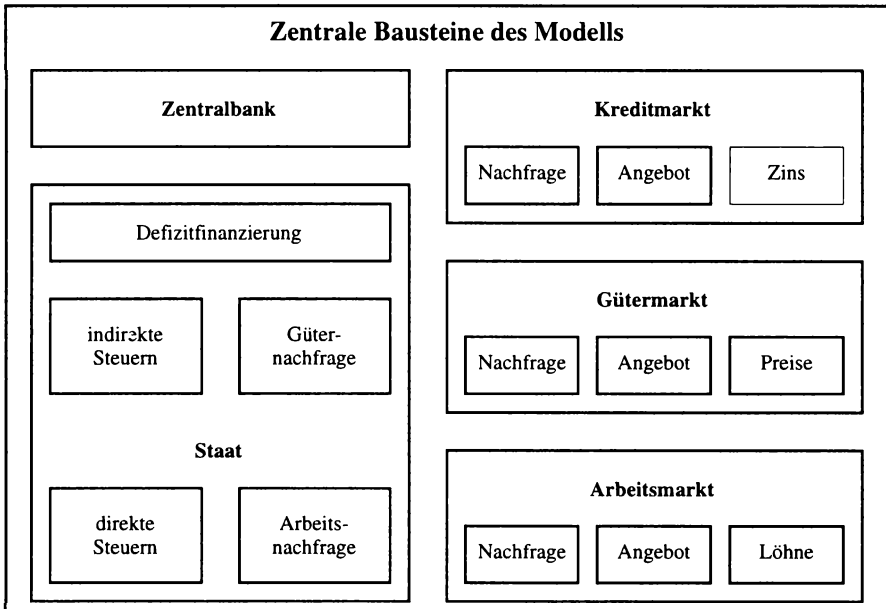 Zentrale Bausteine des Modells
Zentralbank
Defizitfinanzierung
indirekte
Steuern
Güter-
nachfrage
Staat
direkte
Steuern
Arbeits-
nachfrage
Kreditmarkt
Nachfrage
Angebot
Zins
Gütermarkt
Nachfrage
Angebot
Preise
Arbeitsmarkt
Nachfrage
Angebot
Löhne